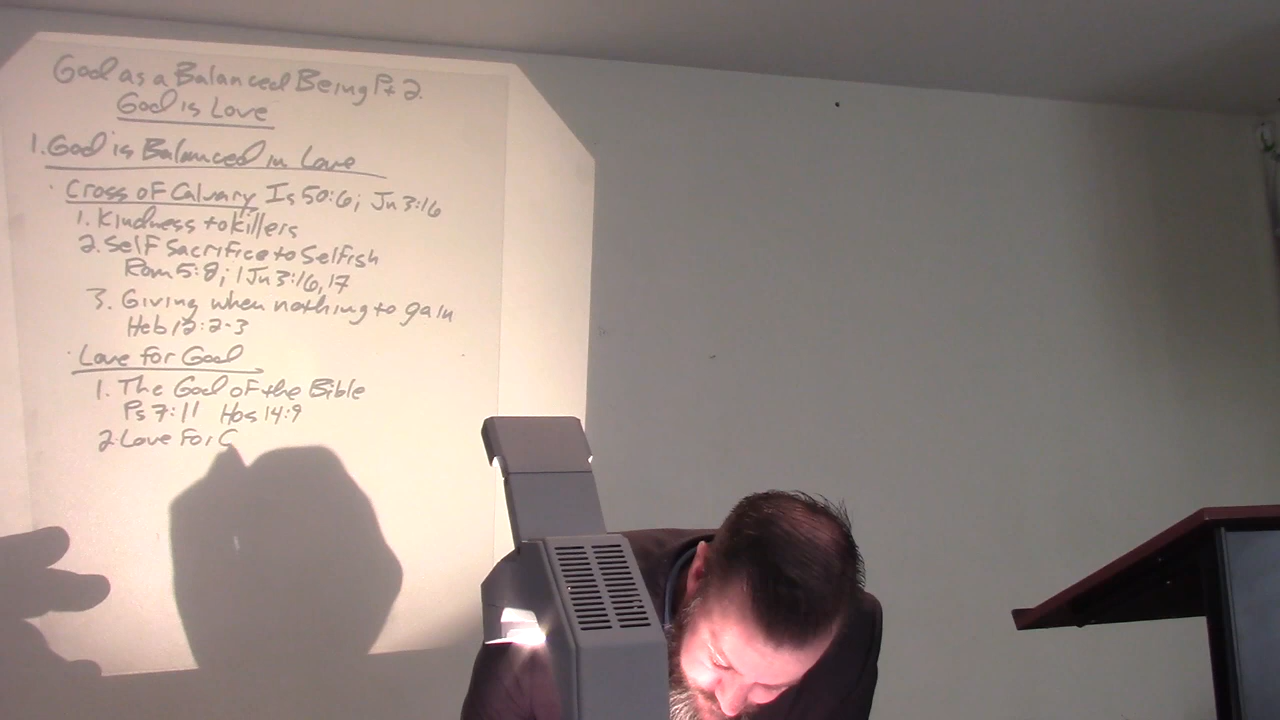 God as a Balanced Being Pt 2.
God is Love
1. God is Balanced in Love
· Cross of Calvary Is 50:6; Jn 3:16
1. Kindness to killers
2. Self Sacrifice to Selfish
Rom 5:8; 1Jn 3:16,17
3. Giving when nothing to gain
Heb 12:2-3
· Love for God
1. The God of the Bible
Ps 7:11 Hos 14:9
2. Love For G